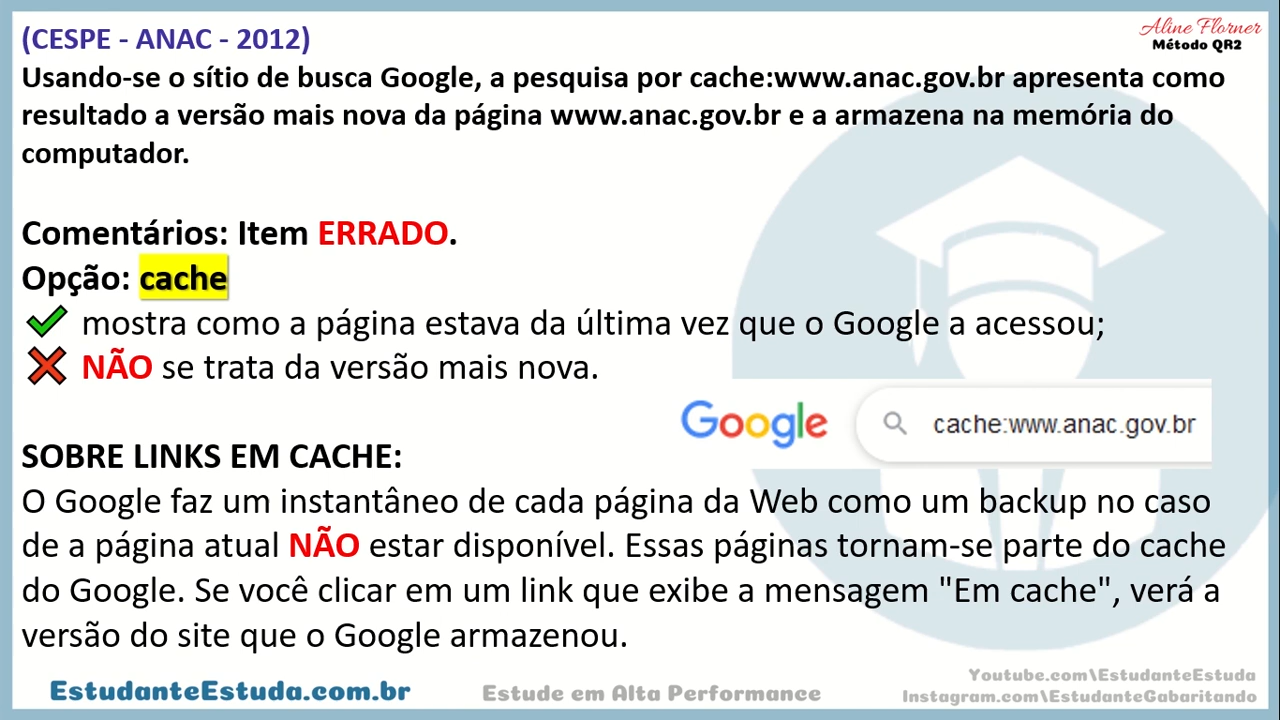 (CESPE - ANAC - 2012)
Aline Florner
Método QR2
Usando-se o sítio de busca Google, a pesquisa por cache:www.anac.gov.br apresenta como
resultado a versão mais nova da página www.anac.gov.br e a armazena na memória do
computador.
Comentários: Item ERRADO.
Opção: cache
mostra como a página estava da última vez que o Google a acessou;
NÃO se trata da versão mais nova.
Google cache:www.anac.gov.br
SOBRE LINKS EM CACHE:
O Google faz um instantâneo de cada página da Web como um backup no caso
de a página atual NÃO estar disponível. Essas páginas tornam-se parte do cache
do Google. Se você clicar em um link que exibe a mensagem "Em cache", verá a
versão do site que o Google armazenou.
EstudanteEstuda.com.br
Estude em Alta Performance
Youtube.com\EstudanteEstuda
Instagram.com\EstudanteGabaritando